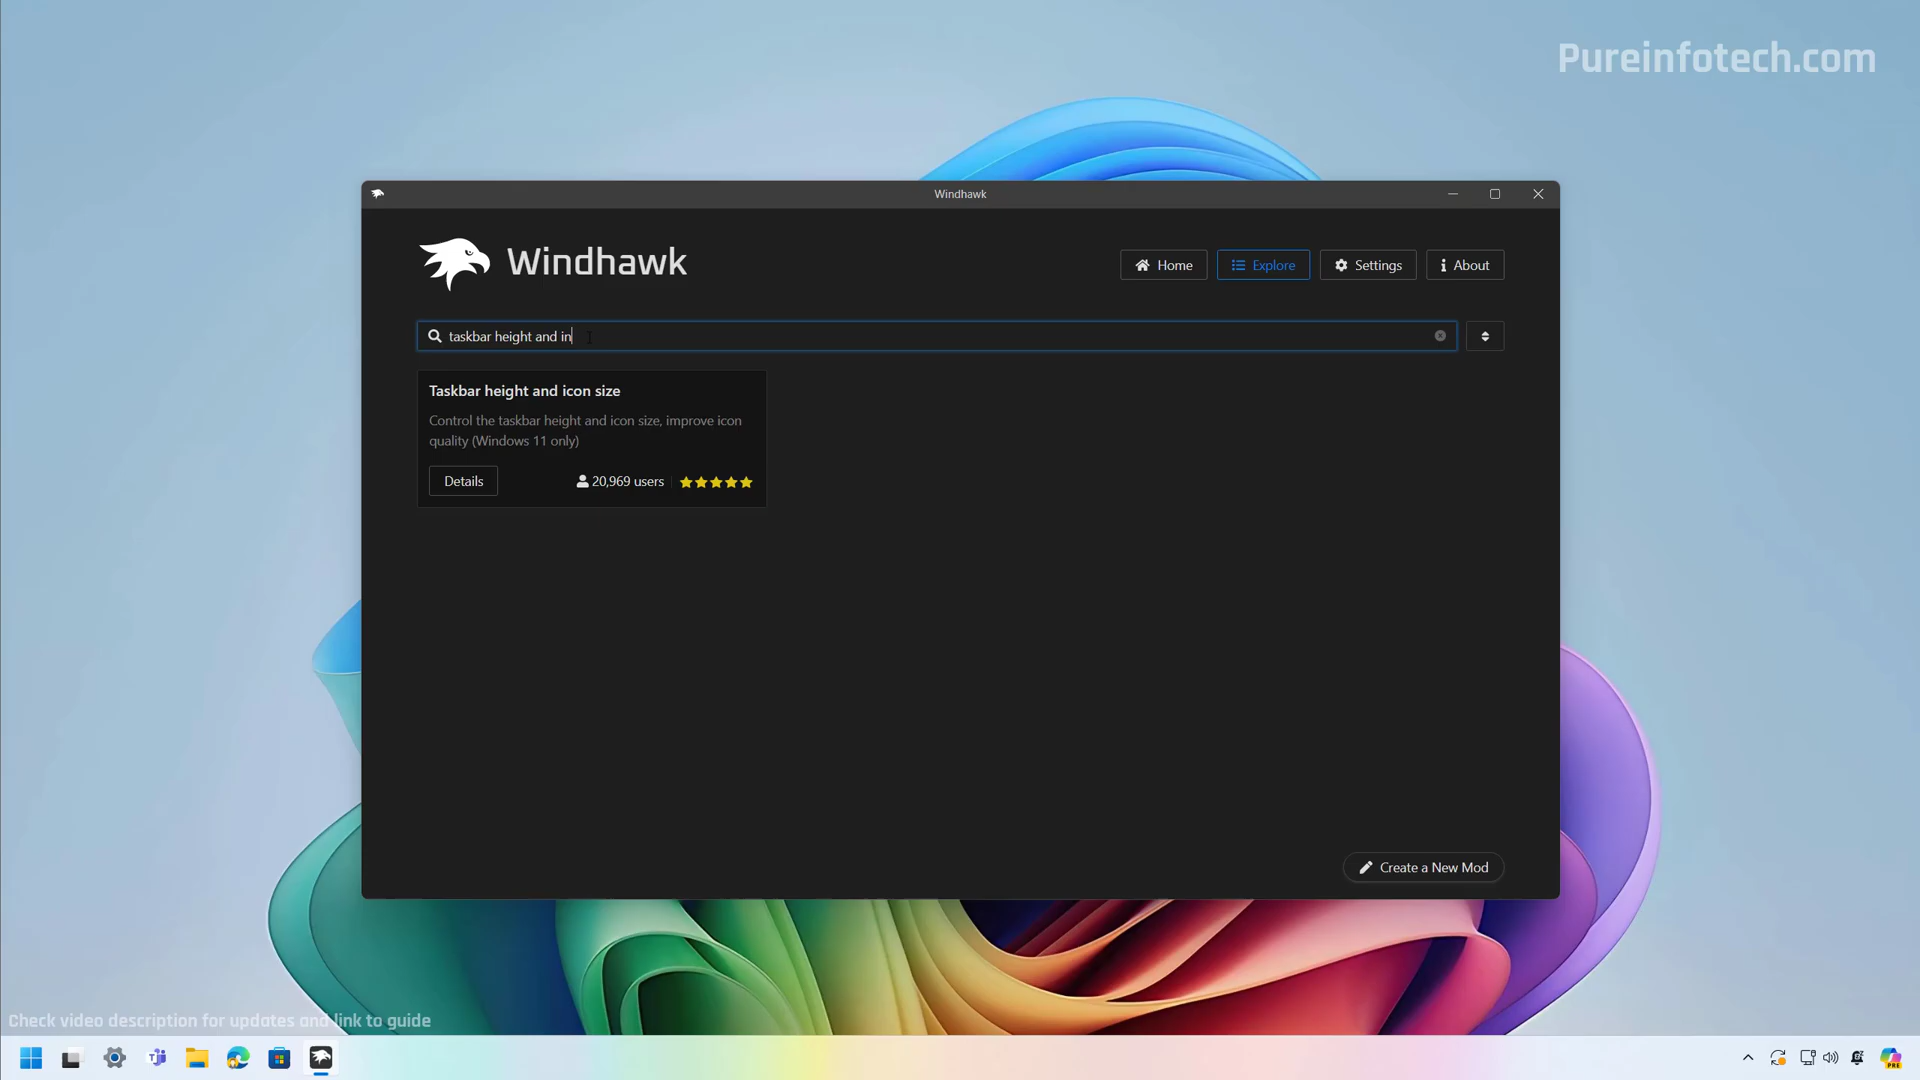 Pureinfotech.com
Windhawk
Windhawk
Home
Explore
Settings
About
taskbar height and in
Taskbar height and icon size
Control the taskbar height and icon size, improve icon
quality (Windows 11 only)
Details
20,969 users
Create a New Mod
Check video description for updates and link to guide
PRE